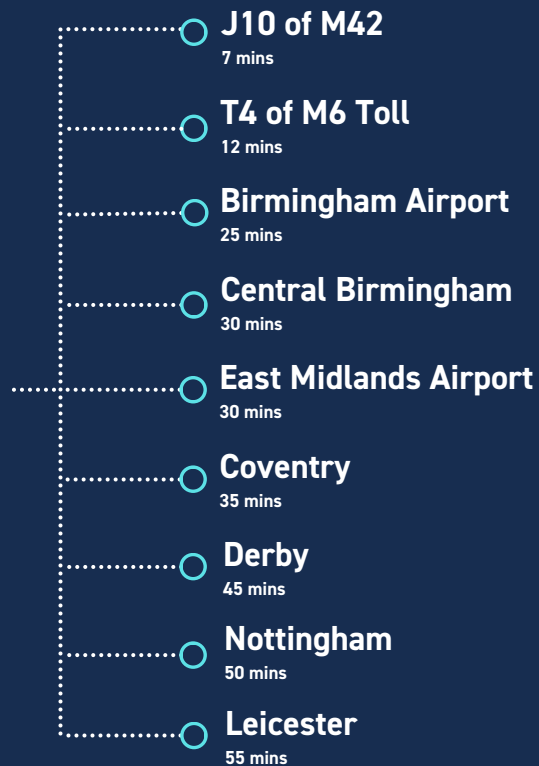 J10 of M42
7 mins
T4 of M6 Toll
12 mins
Birmingham Airport
25 mins
Central Birmingham
30 mins
East Midlands Airport
30 mins
Coventry
35 mins
Derby
45 mins
Nottingham
50 mins
Leicester
55 mins